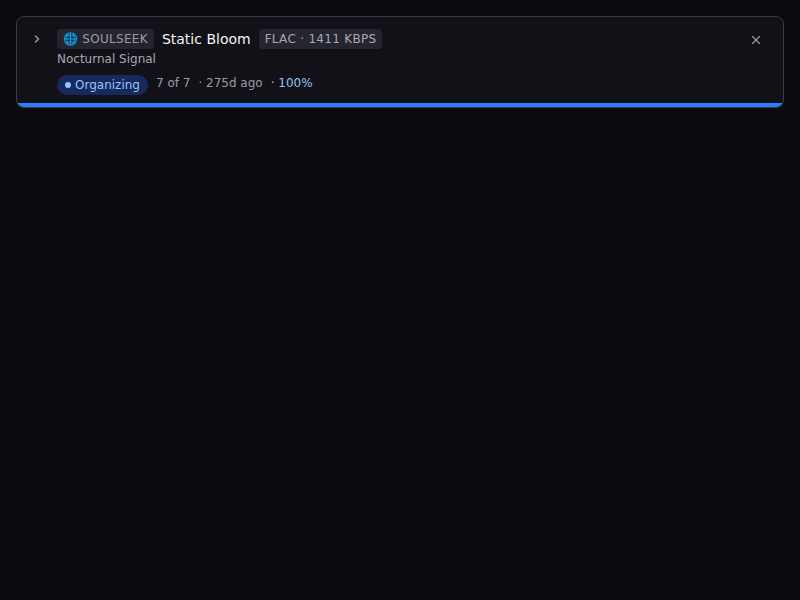 🌐 SOULSEEK Static Bloom FLAC · 1411 KBPS
Nocturnal Signal
Organizing 7 of 7 · 275d ago · 100%